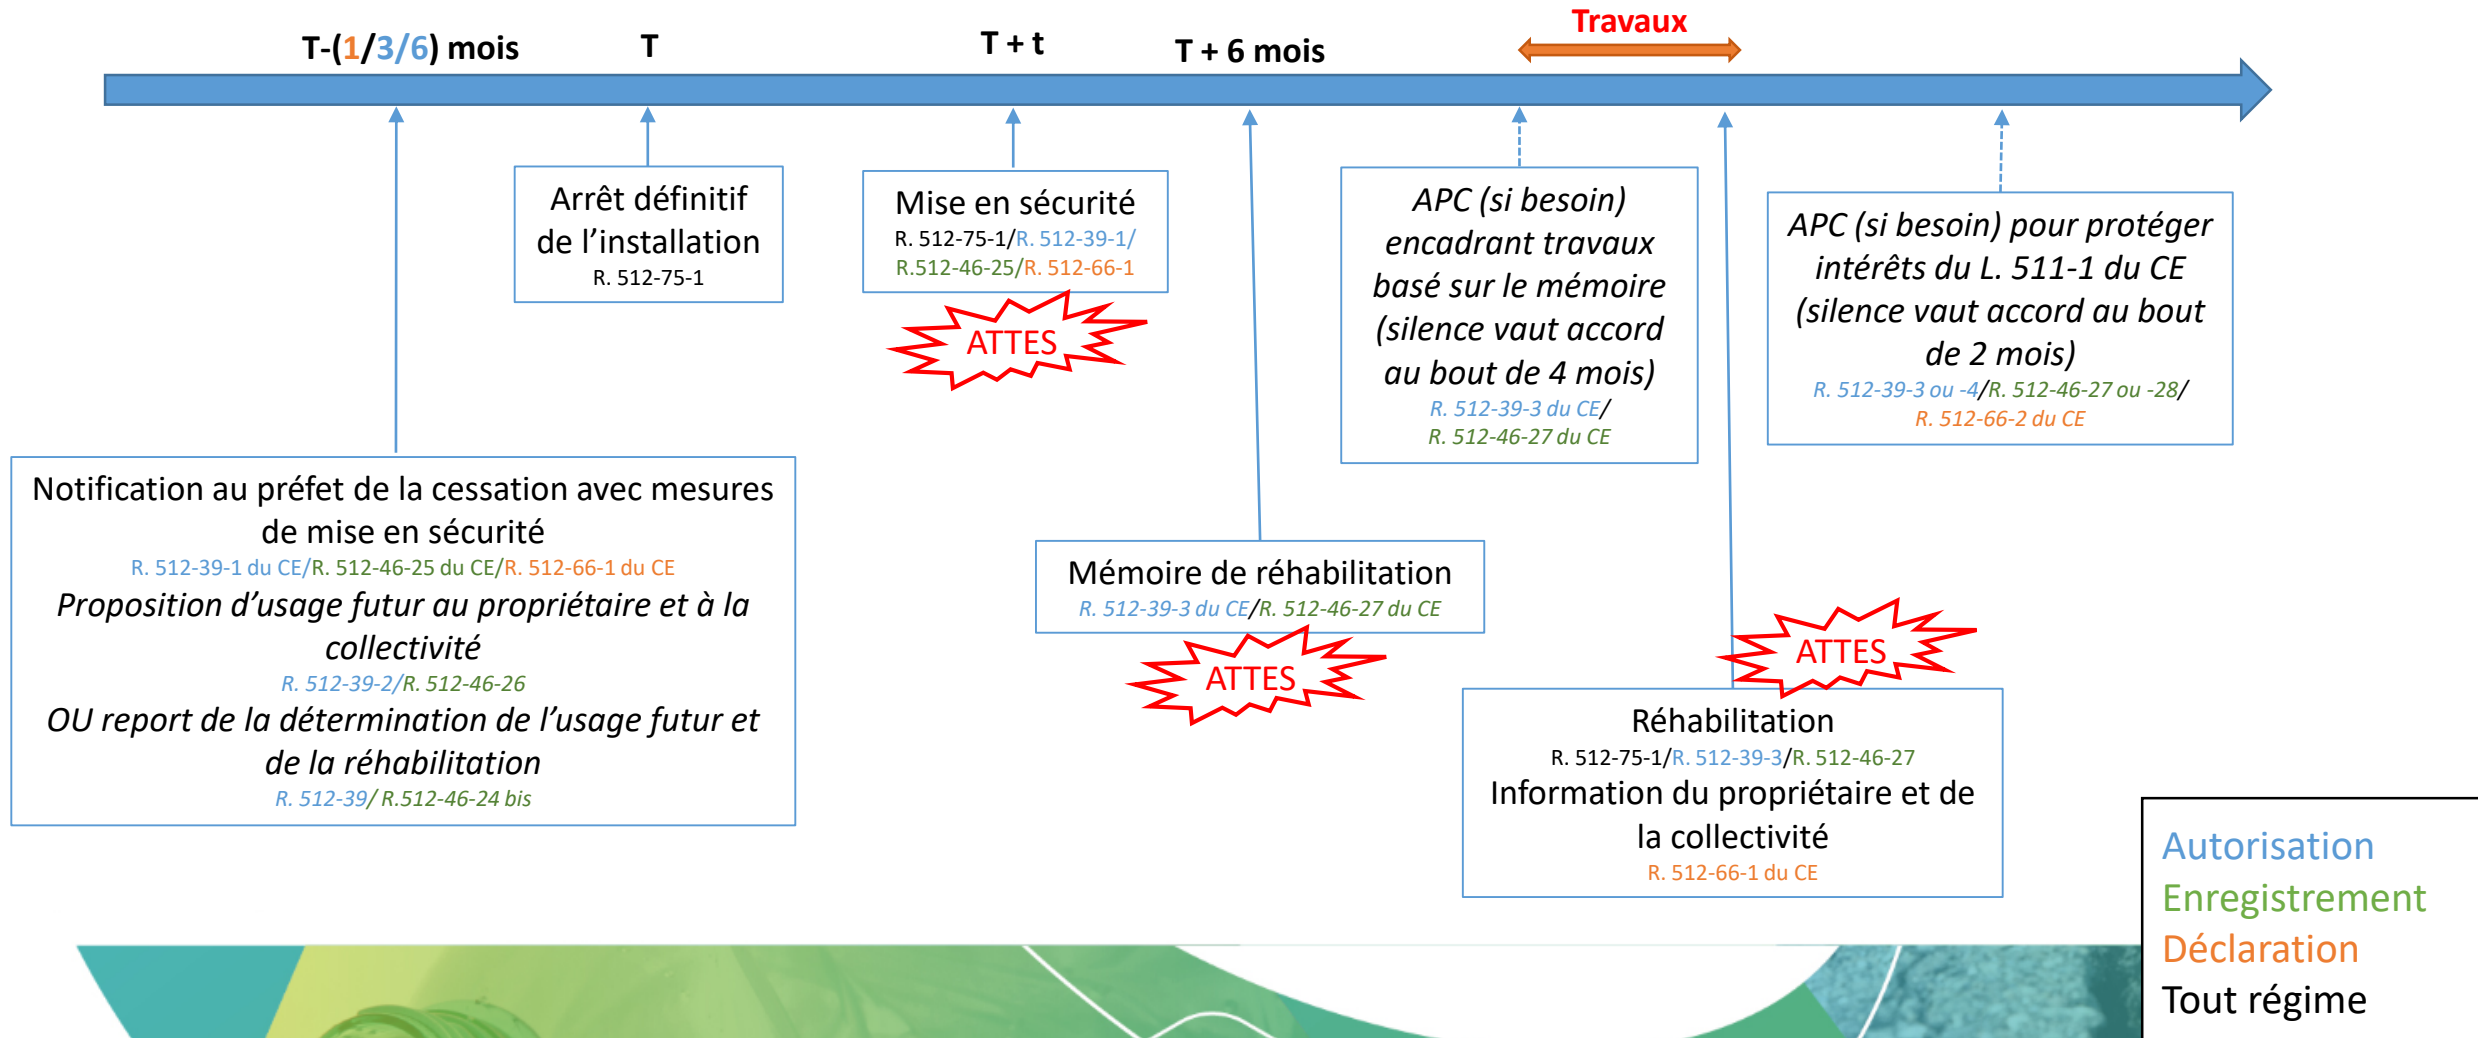 Travaux
T-(1/3/6) mois
T
T + t
T + 6 mois
Arrêt définitif
de l’installation
R. 512-75-1
Mise en sécurité
R. 512-75-1/R. 512-39-1/
R.512-46-25/R. 512-66-1
ATTES
APC (si besoin)
encadrant travaux
basé sur le mémoire
(silence vaut accord
au bout de 4 mois)
R. 512-39-3 du CE/
R. 512-46-27 du CE
APC (si besoin) pour protéger
intérêts du L. 511-1 du CE
(silence vaut accord au bout
de 2 mois)
R. 512-39-3 ou -4/R. 512-46-27 ou -28/
R. 512-66-2 du CE
Notification au préfet de la cessation avec mesures
de mise en sécurité
R. 512-39-1 du CE/R. 512-46-25 du CE/R. 512-66-1 du CE
Proposition d’usage futur au propriétaire et à la
collectivité
R. 512-39-2/R. 512-46-26
OU report de la détermination de l’usage futur et
de la réhabilitation
R. 512-39/ R.512-46-24 bis
Mémoire de réhabilitation
R. 512-39-3 du CE/R. 512-46-27 du CE
ATTES
ATTES
Réhabilitation
R. 512-75-1/R. 512-39-3/R. 512-46-27
Information du propriétaire et de
la collectivité
R. 512-66-1 du CE
Autorisation
Enregistrement
Déclaration
Tout régime